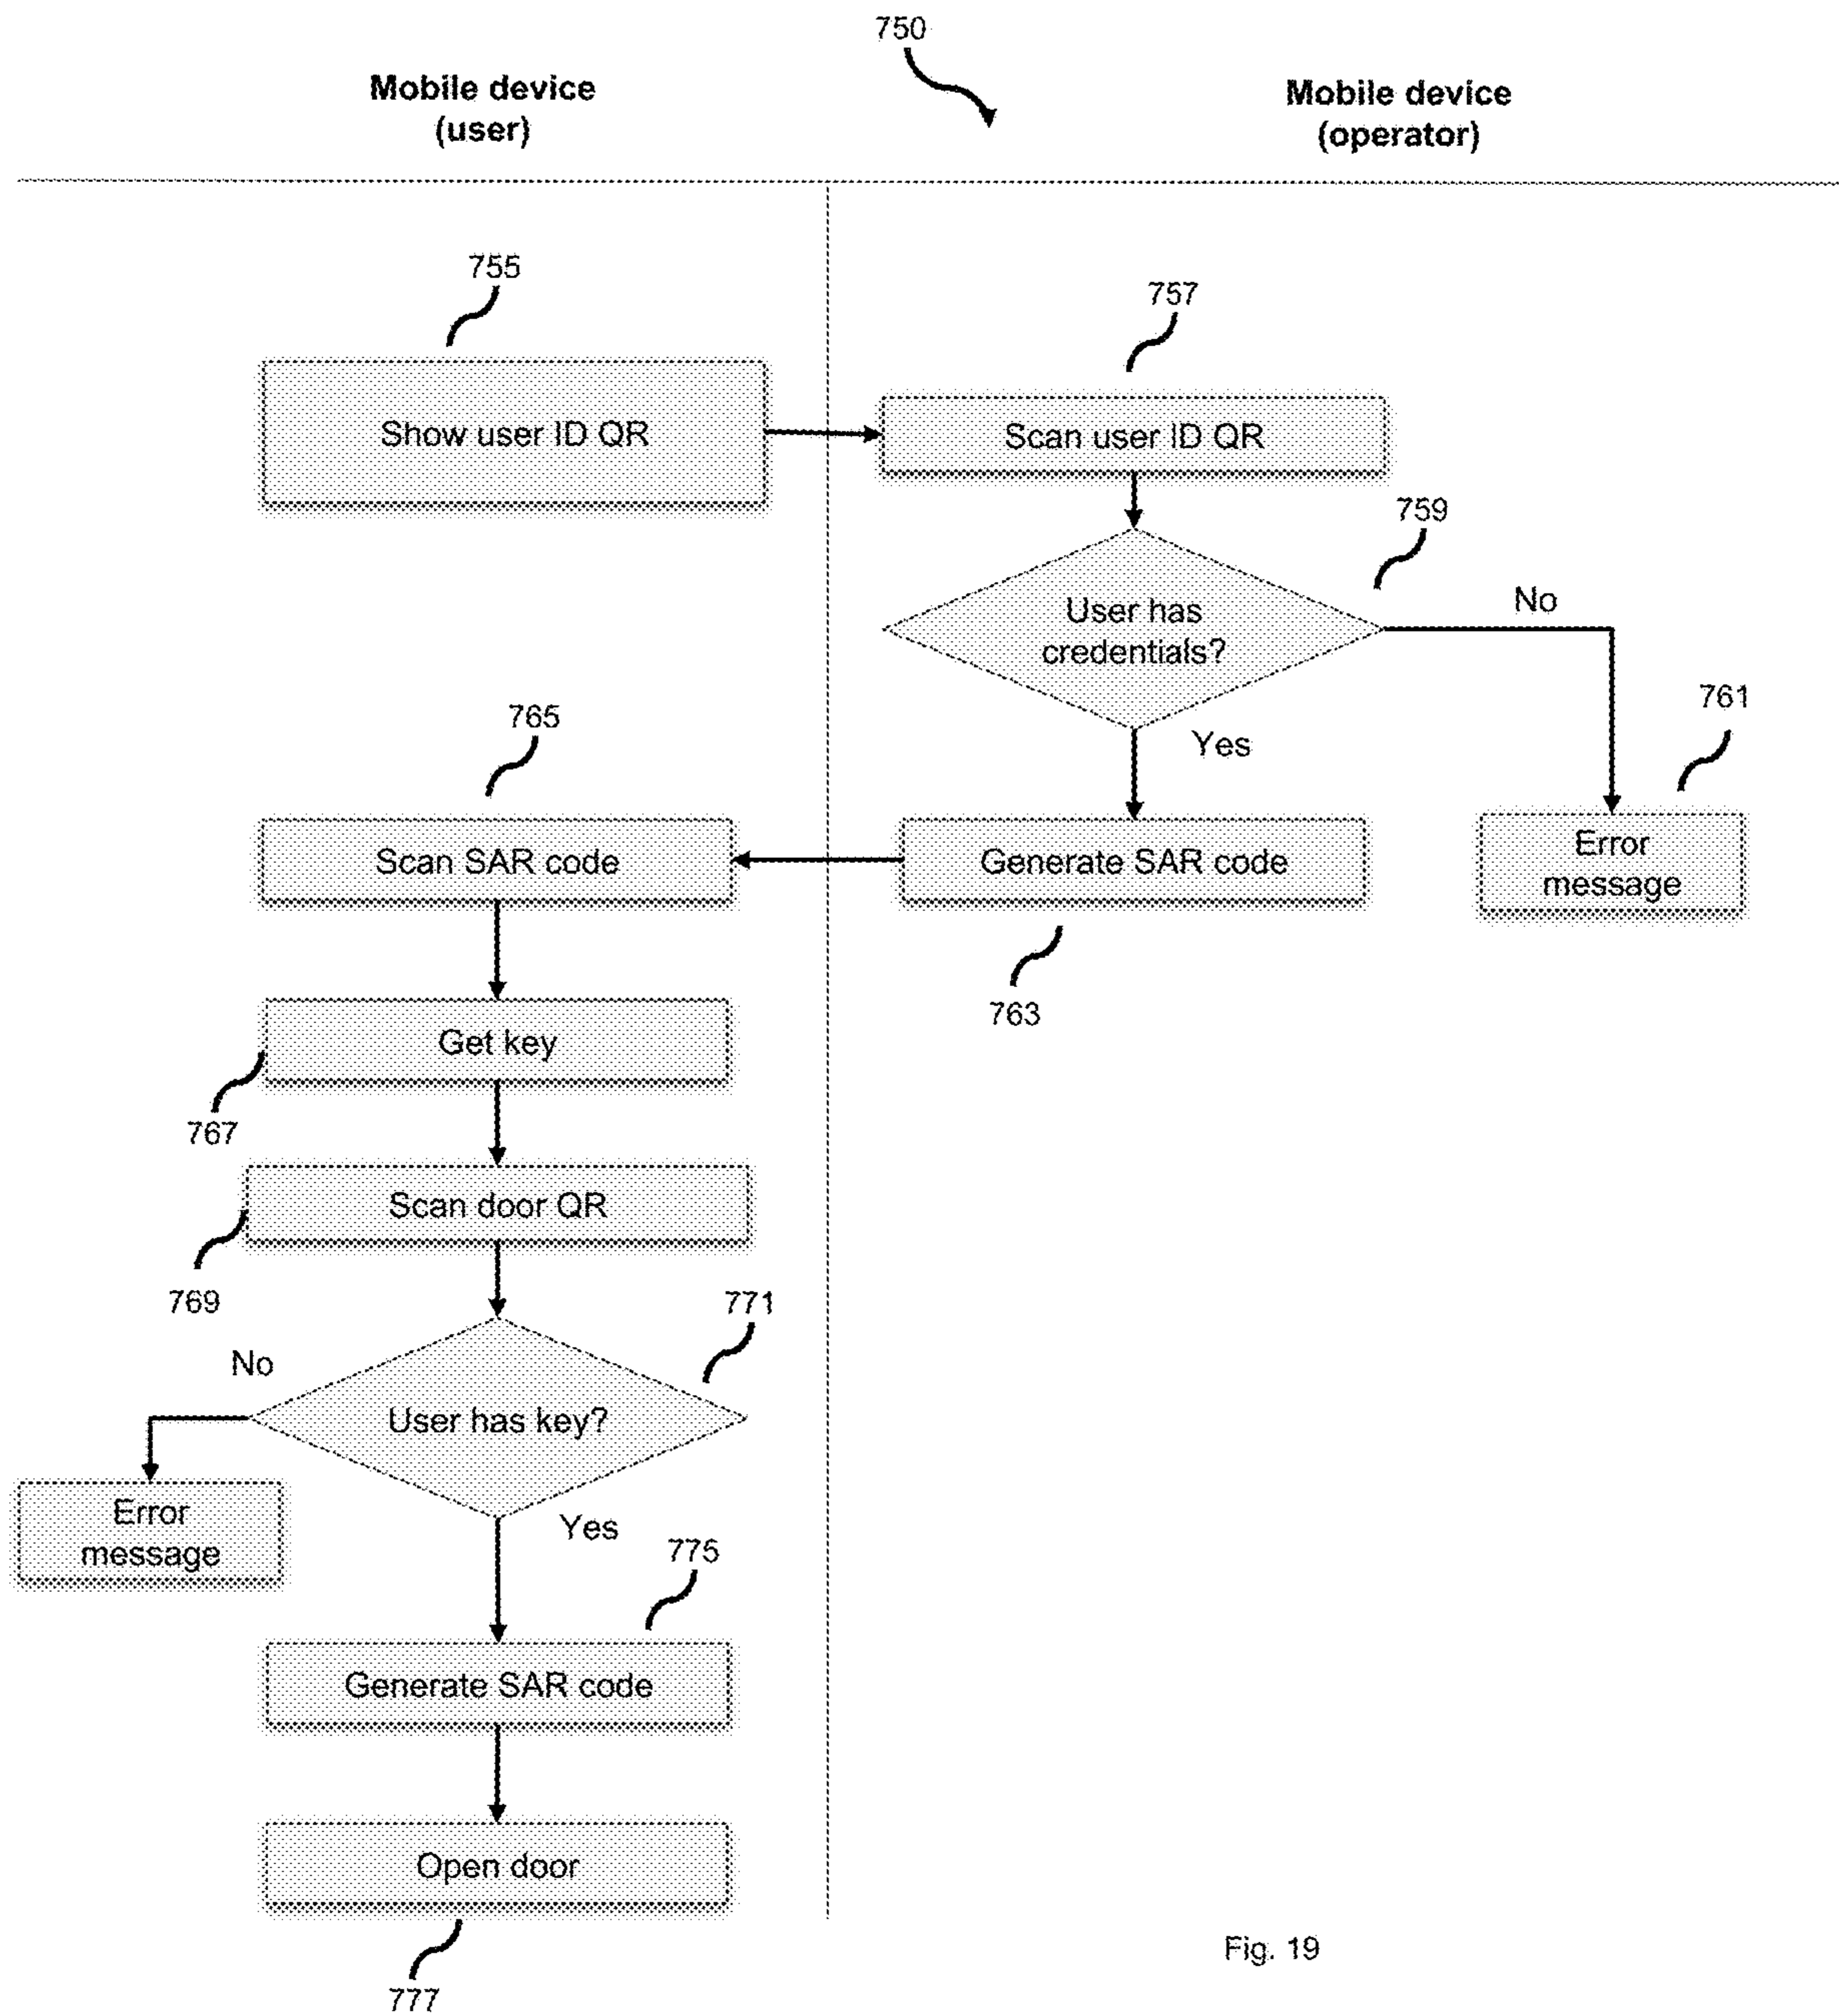 750
Mobile device
(user)
Mobile device
(operator)
755
757
Show user ID QR
Scan user ID QR
759
User has
credentials?
No
761
765
Yes
Scan SAR code
Generate SAR code
Error
message
763
Get key
767
Scan door QR
769
771
No
User has key?
Error
message
Yes
775
Generate SAR code
Open door
777
Fig. 19